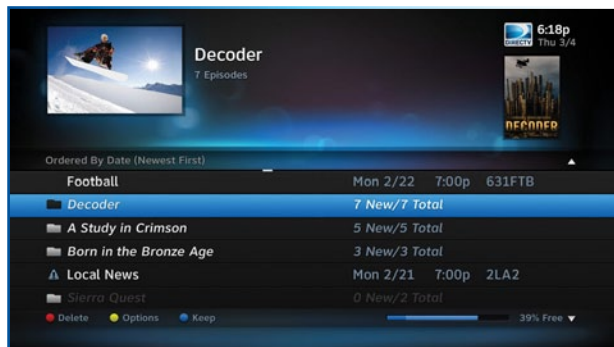 Decoder
7 Episodes
6:18p
DIRECTV
Thu 3/4
DECODER
Ordered By Date (Newest First)
Football Mon 2/22 7:00p 631FTB
Decoder 7 New/7 Total
A Study in Crimson 5 New/5 Total
Born in the Bronze Age 3 New/3 Total
Local News Mon 2/21 7:00p 2LA2
Sierra Quest 0 New/2 Total
Delete Options Keep 39% Free